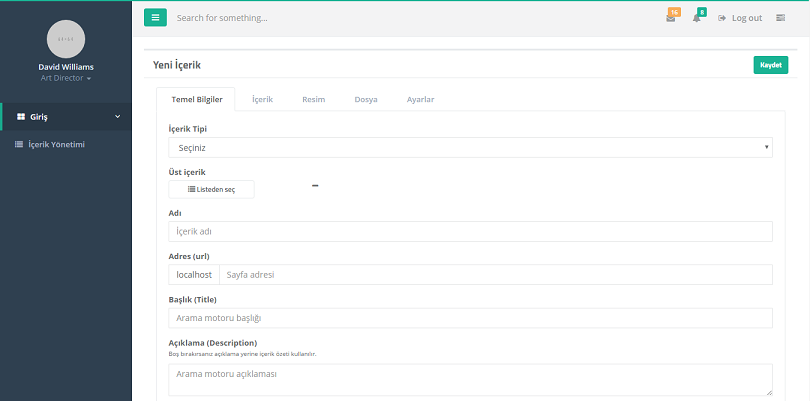 Search for something...
16
8
Log out
David Williams
Art Director
Giriş
İçerik Yönetimi
Yeni İçerik
Kaydet
Temel Bilgiler
İçerik
Resim
Dosya
Ayarlar
İçerik Tipi
Seçiniz
Üst içerik
Listeden seç
Adı
İçerik adı
Adres (url)
localhost
Sayfa adresi
Başlık (Title)
Arama motoru başlığı
Açıklama (Description)
Boş bırakırsanız açıklama yerine içerik özeti kullanılır.
Arama motoru açıklaması